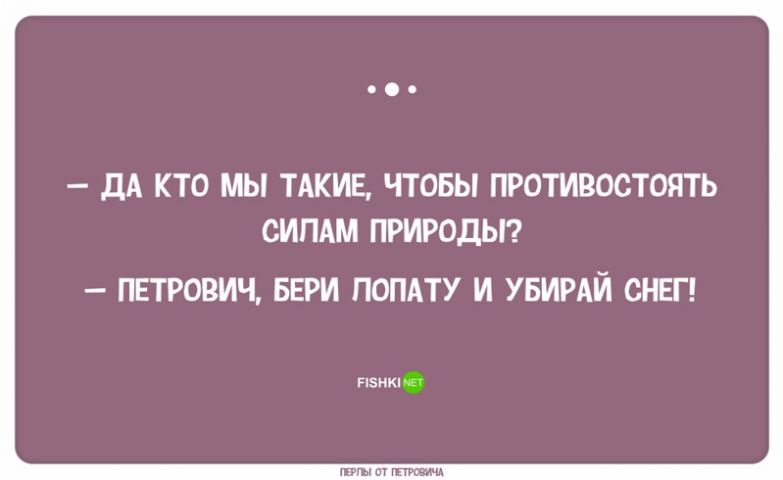 – ДА КТО МЫ ТАКИЕ, ЧТОБЫ ПРОТИВОСТОЯТЬ
СИЛАМ ПРИРОДЫ?
– ПЕТРОВИЧ, БЕРИ ЛОПАТУ И УБИРАЙ СНЕГ!
FISHKI NET
ПЕРЛЫ ОТ ПЕТРОВИЧА